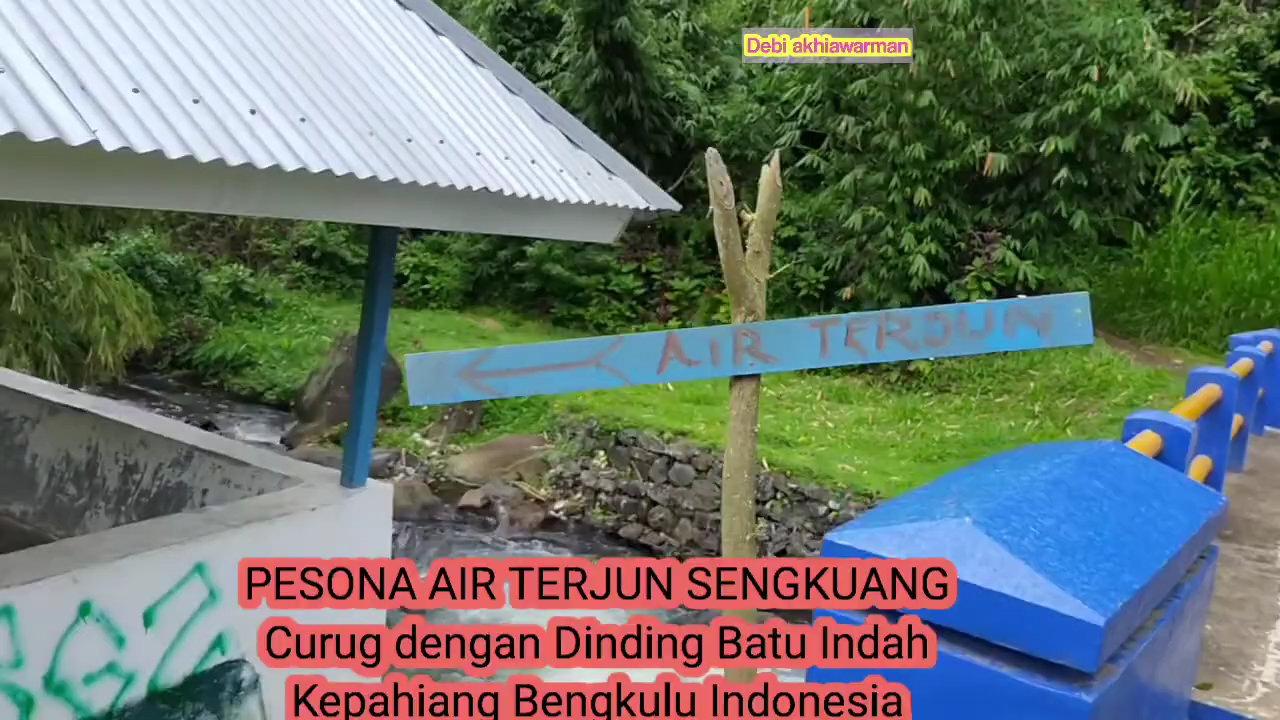 Debi akhiawarman
AIR TERJUN
PESONA AIR TERJUN SENGKUANG
Curug dengan Dinding Batu Indah
Kepahiang Bengkulu Indonesia